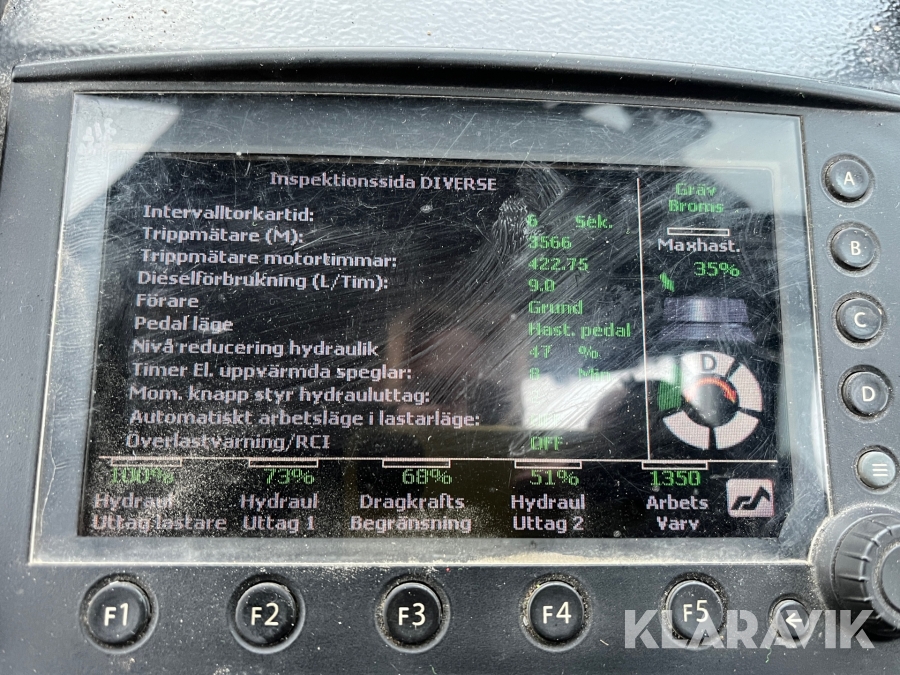 Inspektionssida DIVERSE
Intervalltorkartid: 6 Sek.
Trippmätare (M): 3566
Trippmätare motortimmar: 422.75
Dieselförbrukning (L/Tim): 9.0
Förare Grund
Pedal läge Hast. pedal
Nivå reducering hydraulik 47 %
Timer El. uppvärmda speglar: 8 Min
Mom. knapp styr hydrauluttag:
Automatiskt arbetsläge i lastarläge:
Överlastvarning/RCI OFF
Gräv
Broms
Maxhast.
35%
D
100% 73% 68% 51% 1350
Hydraul Hydraul Dragkrafts Hydraul Arbets
Uttag lastare Uttag 1 Begränsning Uttag 2 Varv
A
B
C
D
F1 F2 F3 F4 F5
KLARAVIK